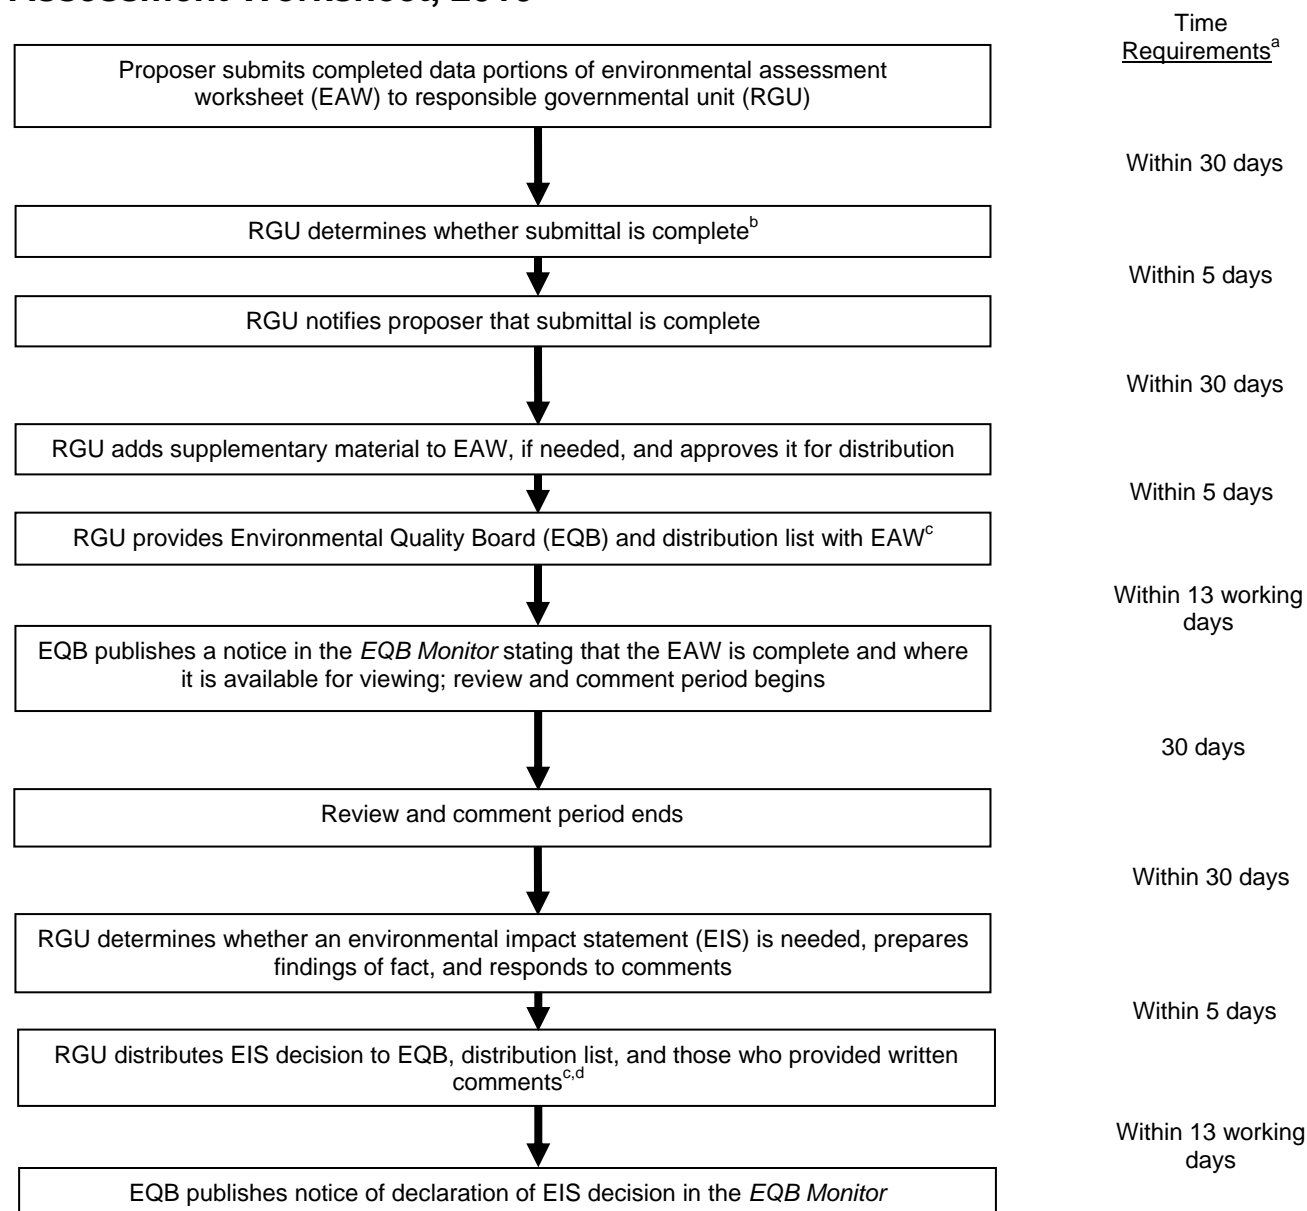 Assessment Worksheet, 2010
Time
Requirementsa
Proposer submits completed data portions of environmental assessment
worksheet (EAW) to responsible governmental unit (RGU)
Within 30 days
RGU determines whether submittal is completeb
Within 5 days
RGU notifies proposer that submittal is complete
Within 30 days
RGU adds supplementary material to EAW, if needed, and approves it for distribution
Within 5 days
RGU provides Environmental Quality Board (EQB) and distribution list with EAWc
Within 13 working
days
EQB publishes a notice in the EQB Monitor stating that the EAW is complete and where
it is available for viewing; review and comment period begins
30 days
Review and comment period ends
Within 30 days
RGU determines whether an environmental impact statement (EIS) is needed, prepares
findings of fact, and responds to comments
Within 5 days
RGU distributes EIS decision to EQB, distribution list, and those who provided written
commentsc,d
Within 13 working
days
EQB publishes notice of declaration of EIS decision in the EQB Monitor